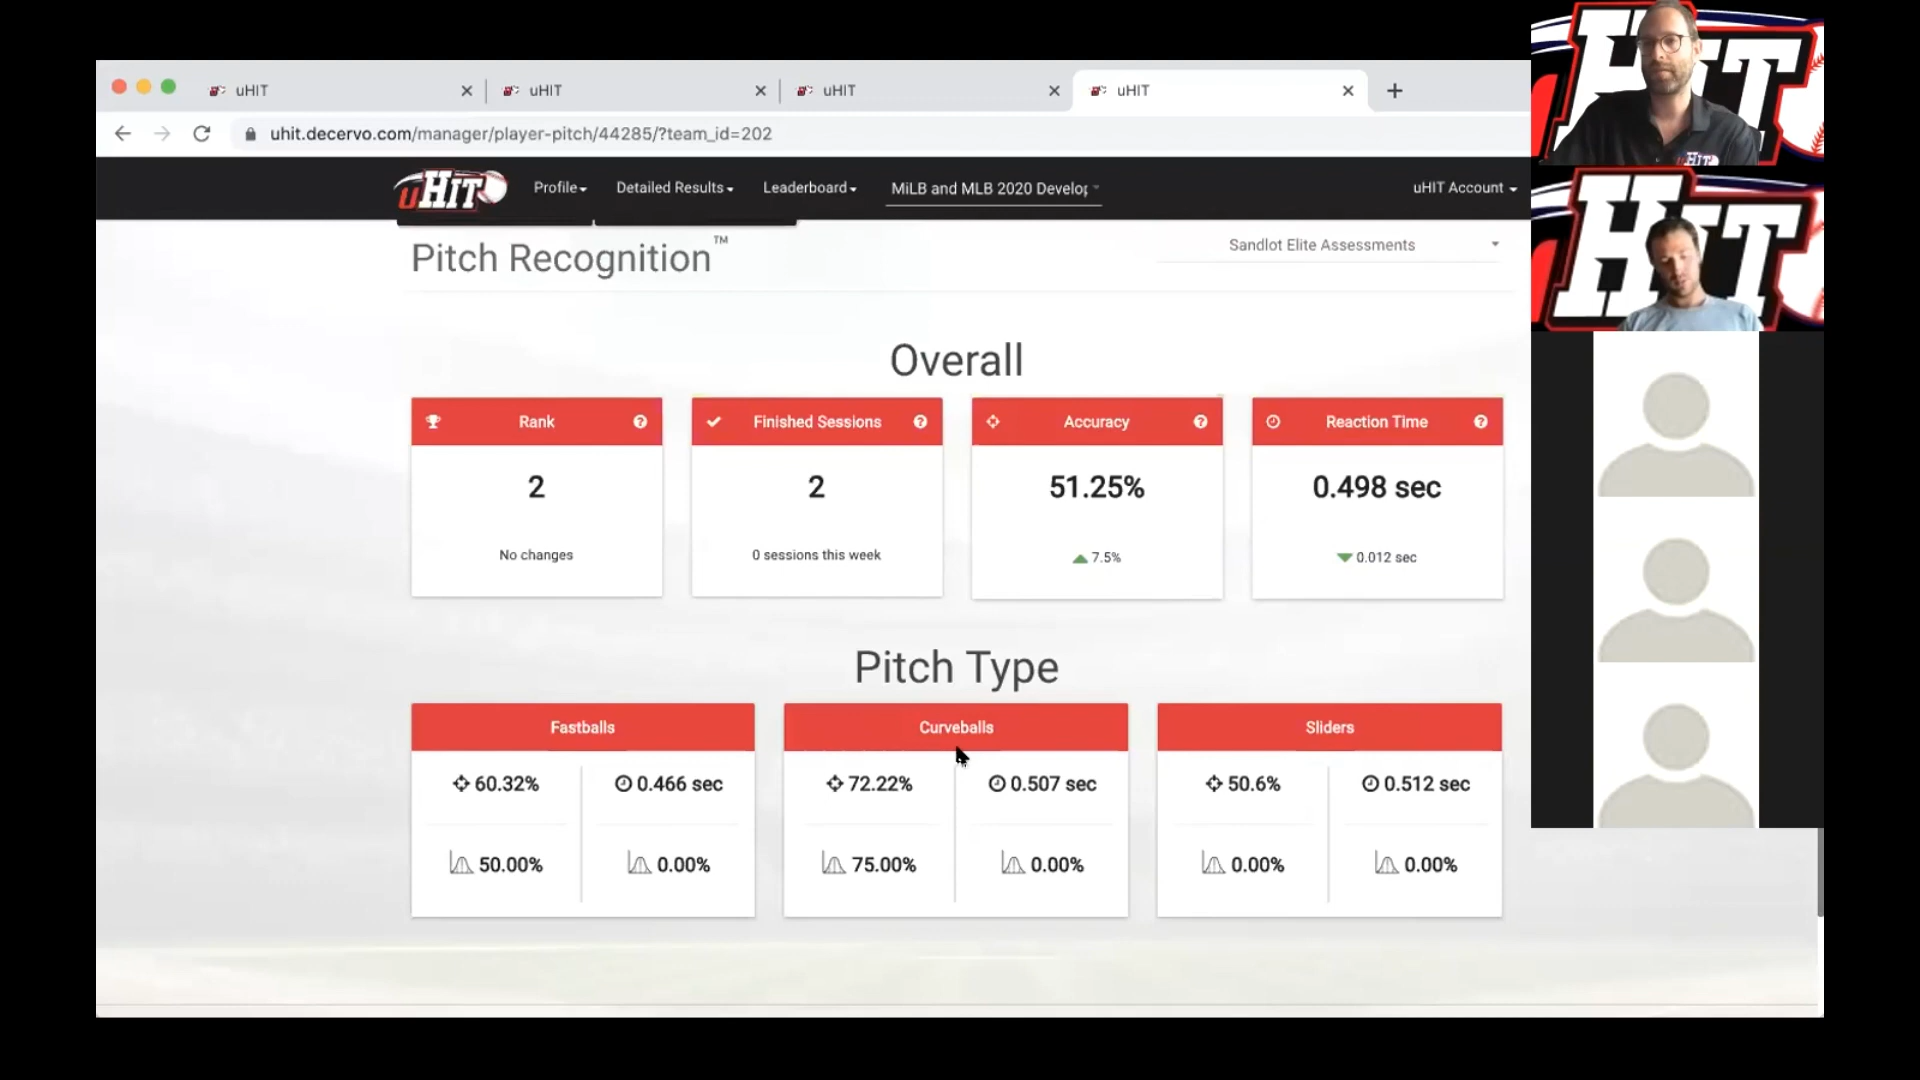 uHIT
uHIT
uHIT
uHIT
uhit.decervo.com/manager/player-pitch/44285/?team_id=202
uHIT
Profile
Detailed Results
Leaderboard
MiLB and MLB 2020 Develop
uHIT Account
Pitch Recognition™
Sandlot Elite Assessments
Overall
Rank
2
No changes
Finished Sessions
2
0 sessions this week
Accuracy
51.25%
7.5%
Reaction Time
0.498 sec
0.012 sec
Pitch Type
Fastballs
60.32%
0.466 sec
50.00%
0.00%
Curveballs
72.22%
0.507 sec
75.00%
0.00%
Sliders
50.6%
0.512 sec
0.00%
0.00%
HIT
uHIT
HIT